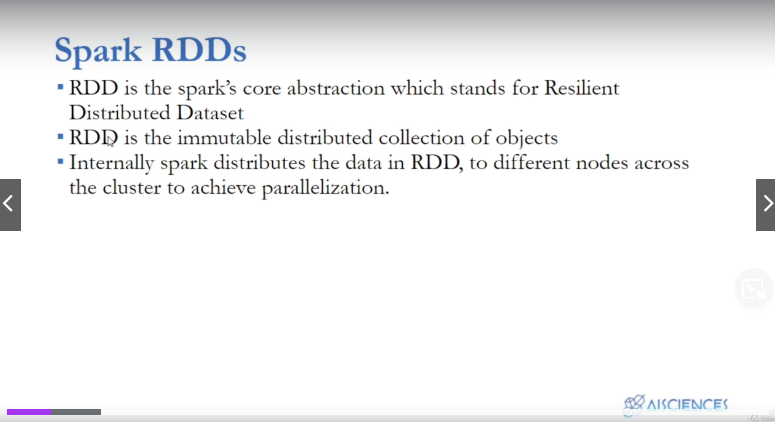 Spark RDDs
▪ RDD is the spark's core abstraction which stands for Resilient
Distributed Dataset
▪ RDD is the immutable distributed collection of objects
▪ Internally spark distributes the data in RDD, to different nodes across
the cluster to achieve parallelization.
AISCIENCES